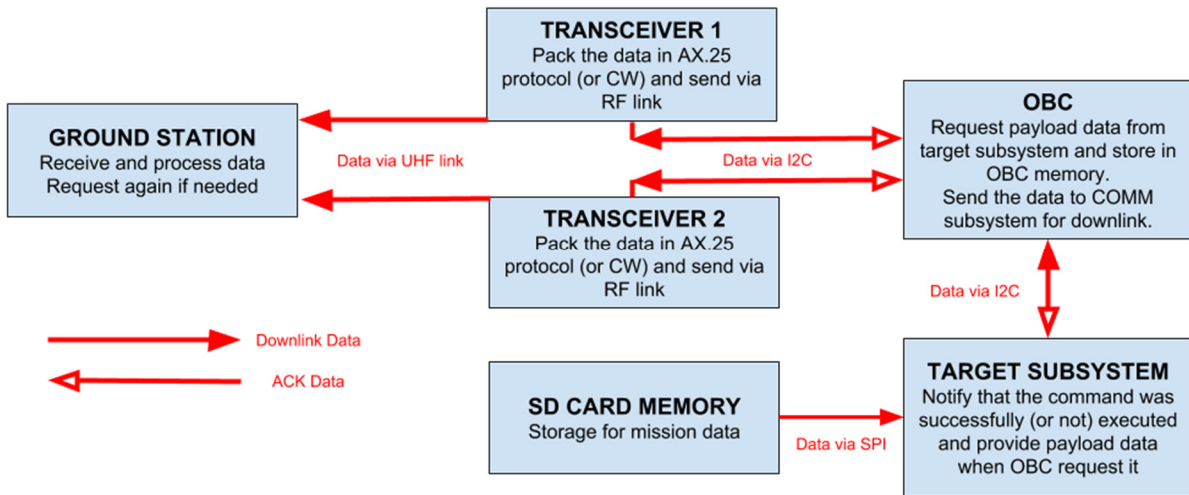 TRANSCEIVER 1
Pack the data in AX.25
protocol (or CW) and send via
RF link
GROUND STATION
Receive and process data
Request again if needed
Data via UHF link
Data via I2C
OBC
Request payload data from
target subsystem and store in
OBC memory.
Send the data to COMM
subsystem for downlink.
TRANSCEIVER 2
Pack the data in AX.25
protocol (or CW) and send via
RF link
Data via I2C
Downlink Data
ACK Data
SD CARD MEMORY
Storage for mission data
Data via SPI
TARGET SUBSYSTEM
Notify that the command was
successfully (or not) executed
and provide payload data
when OBC request it